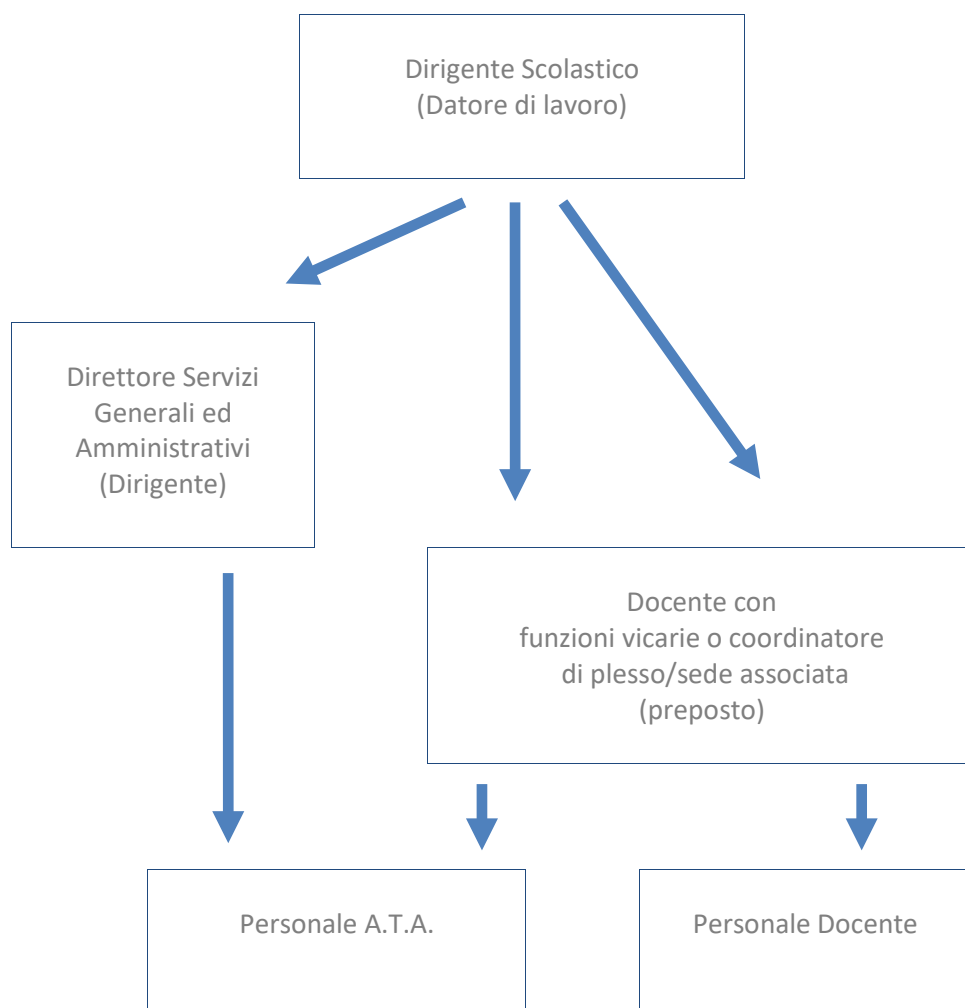 Dirigente Scolastico
(Datore di lavoro)
Direttore Servizi
Generali ed
Amministrativi
(Dirigente)
Docente con
funzioni vicarie o coordinatore
di plesso/sede associata
(preposto)
Personale A.T.A.
Personale Docente